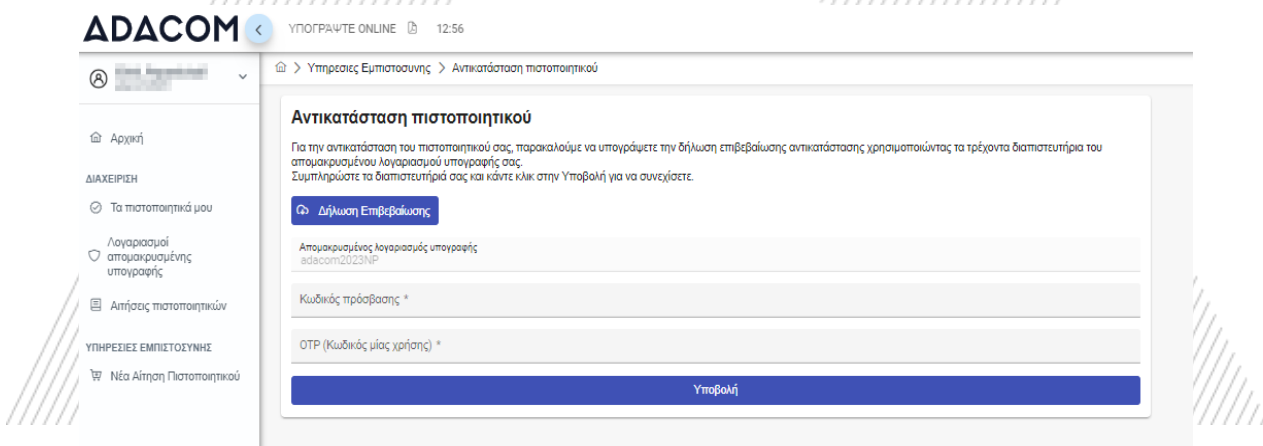 ADACOM
ΥΠΟΓΡΑΨΤΕ ONLINE 12:56
Υπηρεσιες Εμπιστοσυνης > Αντικατάσταση πιστοποιητικού
Αρχική
ΔΙΑΧΕΙΡΙΣΗ
Τα πιστοποιητικά μου
Λογαριασμοί
απομακρυσμένης
υπογραφής
Αιτήσεις πιστοποιητικών
ΥΠΗΡΕΣΙΕΣ ΕΜΠΙΣΤΟΣΥΝΗΣ
Νέα Αίτηση Πιστοποιητικού
Αντικατάσταση πιστοποιητικού
Για την αντικατάσταση του πιστοποιητικού σας, παρακαλούμε να υπογράψετε την δήλωση επιβεβαίωσης αντικατάστασης χρησιμοποιώντας τα τρέχοντα διαπιστευτήρια του
απομακρυσμένου λογαριασμού υπογραφής σας.
Συμπληρώστε τα διαπιστευτήριά σας και κάντε κλικ στην Υποβολή για να συνεχίσετε.
Δήλωση Επιβεβαίωσης
Απομακρυσμένος λογαριασμός υπογραφής
adacom2023NP
Κωδικός πρόσβασης *
OTP (Κωδικός μίας χρήσης) *
Υποβολή